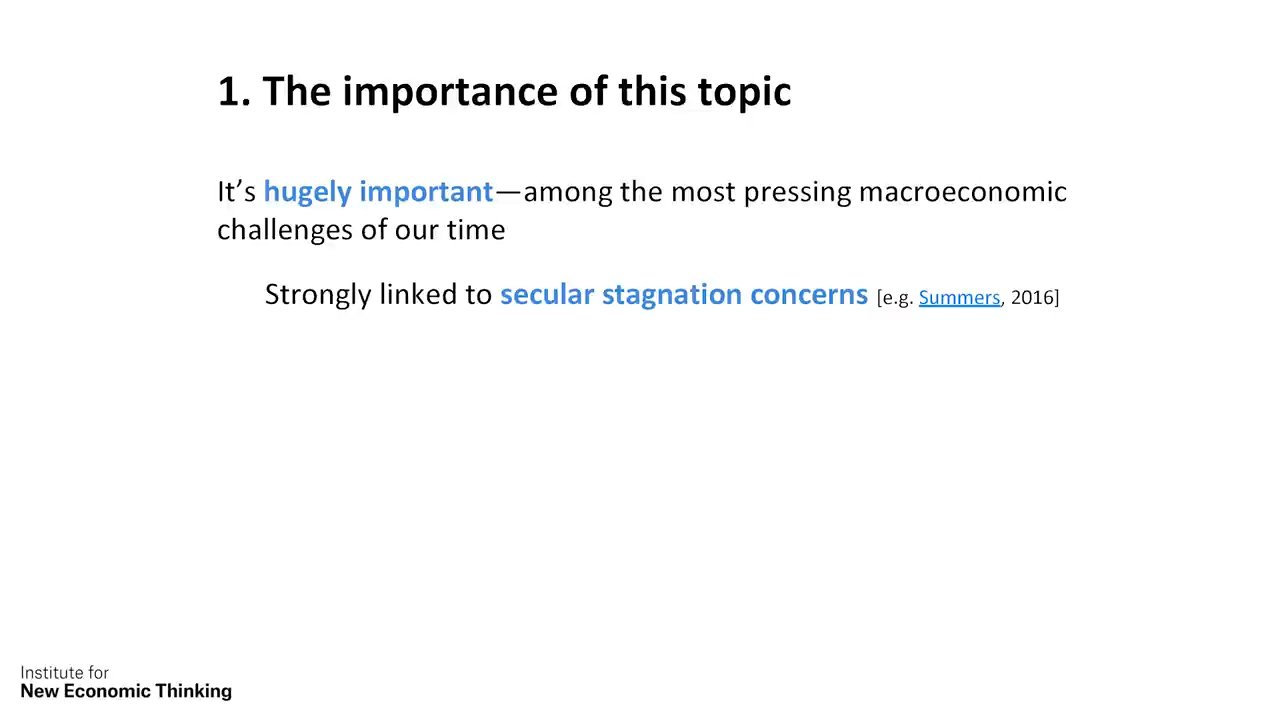 1. The importance of this topic
It’s hugely important—among the most pressing macroeconomic
challenges of our time
Strongly linked to secular stagnation concerns [e.g. Summers, 2016]
Institute for
New Economic Thinking